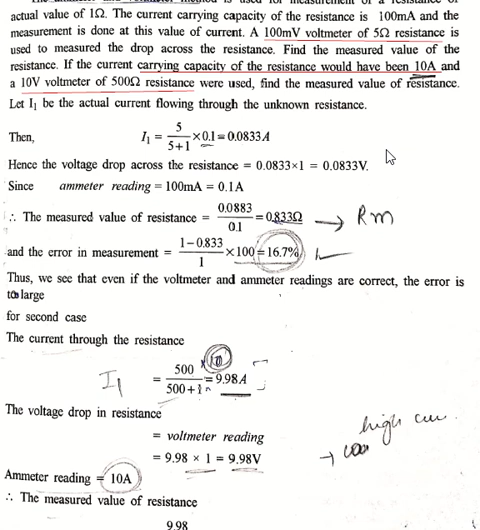 actual value of 1Ω. The current carrying capacity of the resistance is 100mA and the
measurement is done at this value of current. A 100mV voltmeter of 5Ω resistance is
used to measured the drop across the resistance. Find the measured value of the
resistance. If the current carrying capacity of the resistance would have been 10A and
a 10V voltmeter of 500Ω resistance were used, find the measured value of resistance.
Let I₁ be the actual current flowing through the unknown resistance.
Then, I₁ = 5/(5+1) × 0.1 = 0.0833A
Hence the voltage drop across the resistance = 0.0833×1 = 0.0833V.
Since ammeter reading = 100mA = 0.1A
∴ The measured value of resistance = 0.0883/0.1 = 0.833Ω → Rm
and the error in measurement = (1−0.833)/1 × 100 = 16.7%
Thus, we see that even if the voltmeter and ammeter readings are correct, the error is
too large
for second case
The current through the resistance
I₁ = 500/(500+1) × 10 = 9.98A
The voltage drop in resistance
= voltmeter reading
high
= 9.98 × 1 = 9.98V
Ammeter reading = 10A
∴ The measured value of resistance
9.98